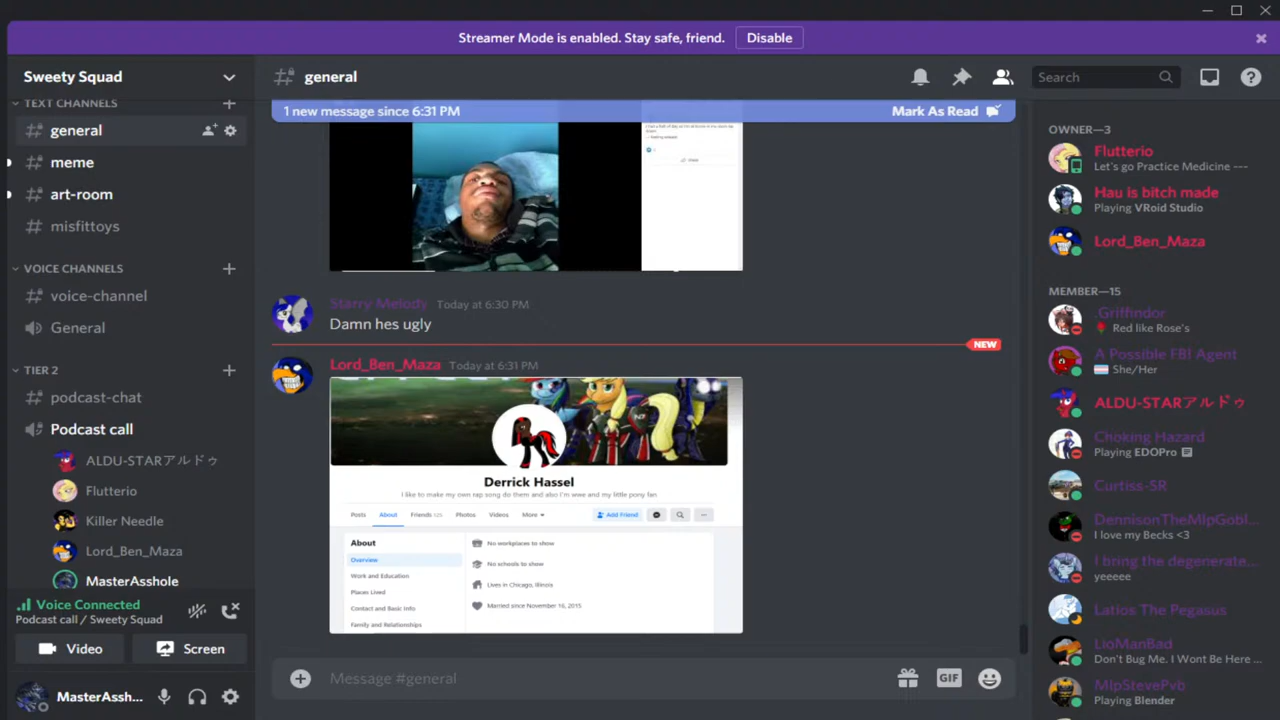 Streamer Mode is enabled. Stay safe, friend.
Disable
Sweety Squad
general
Search
TEXT CHANNELS
general
meme
art-room
misfittoys
VOICE CHANNELS
voice-channel
General
TIER 2
podcast-chat
Podcast call
ALDU-STARアルドゥ
Flutterio
Killer Needle
Lord_Ben_Maza
MasterAsshole
Voice Connected
Podcast call / Sweety Squad
Video
Screen
MasterAssh...
1 new message since 6:31 PM
Mark As Read
Share
Starry Melody Today at 6:30 PM
Damn hes ugly
NEW
Lord_Ben_Maza Today at 6:31 PM
Derrick Hassel
I like to make my own rap song do them and also i'm wwe and my little pony fan
Posts About Friends 125 Photos Videos More
Add Friend
About
Overview
Work and Education
Places Lived
Contact and Basic Info
Family and Relationships
No workplaces to show
No schools to show
Lives in Chicago, Illinois
Married since November 16, 2015
Message #general
GIF
OWNER—3
Flutterio
Let's go Practice Medicine ----
Hau is bitch made
Playing VRoid Studio
Lord_Ben_Maza
MEMBER—15
.Griffindor
Red like Rose's
A Possible FBI Agent
She/Her
ALDU-STARアルドゥ
Choking Hazard
Playing EDOPro
Curtiss-SR
DennisonTheMlpGobl...
I love my Becks <3
I bring the degenerate...
yeeeee
Latios The Pegasus
LioManBad
Don't Bug Me. I Wont Be Here ...
MlpStevePvb
Playing Blender